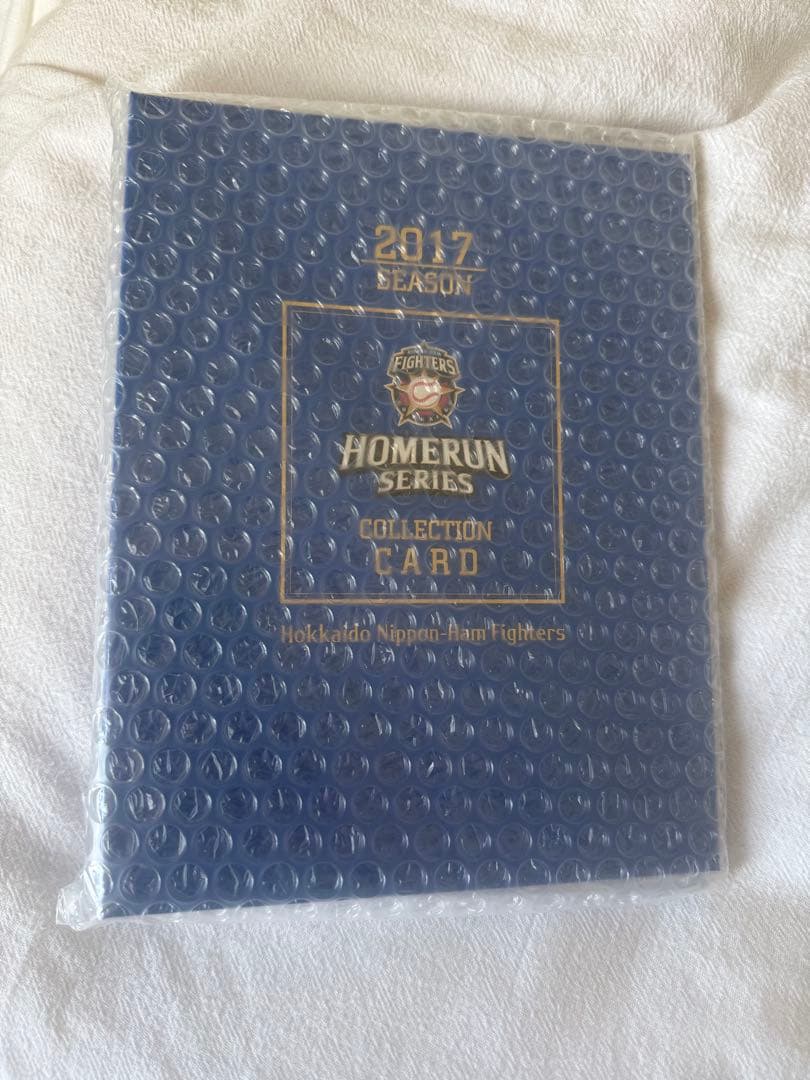 2017
SEASON
FIGHTERS
HOMERUN
SERIES
COLLECTION
CARD
Hokkaido Nippon-Ham Fighters